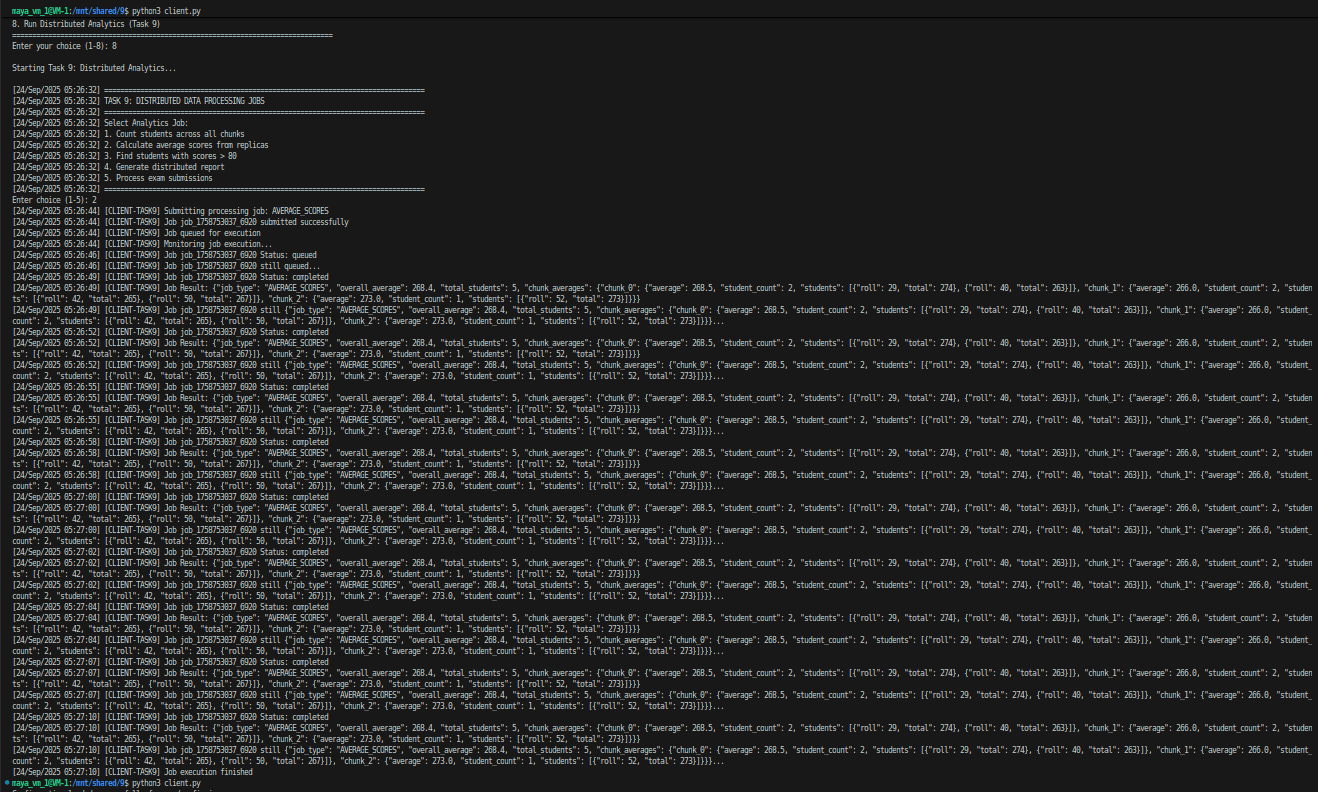 maya_vm_1@VM-1:/mnt/shared/9$ python3 client.py
8. Run Distributed Analytics (Task 9)
================================================================================
Enter your choice (1-8): 8
Starting Task 9: Distributed Analytics...
[24/Sep/2025 05:26:32] ================================================================================
[24/Sep/2025 05:26:32] TASK 9: DISTRIBUTED DATA PROCESSING JOBS
[24/Sep/2025 05:26:32] ================================================================================
[24/Sep/2025 05:26:32] Select Analytics Job:
[24/Sep/2025 05:26:32] 1. Count students across all chunks
[24/Sep/2025 05:26:32] 2. Calculate average scores from replicas
[24/Sep/2025 05:26:32] 3. Find students with scores > 80
[24/Sep/2025 05:26:32] 4. Generate distributed report
[24/Sep/2025 05:26:32] 5. Process exam submissions
[24/Sep/2025 05:26:32] ================================================================================
Enter choice (1-5): 2
[24/Sep/2025 05:26:44] [CLIENT-TASK9] Submitting processing job: AVERAGE_SCORES
[24/Sep/2025 05:26:44] [CLIENT-TASK9] Job job_1758753037_6920 submitted successfully
[24/Sep/2025 05:26:44] [CLIENT-TASK9] Job queued for execution
[24/Sep/2025 05:26:44] [CLIENT-TASK9] Monitoring job execution...
[24/Sep/2025 05:26:46] [CLIENT-TASK9] Job job_1758753037_6920 Status: queued
[24/Sep/2025 05:26:46] [CLIENT-TASK9] Job job_1758753037_6920 still queued...
[24/Sep/2025 05:26:49] [CLIENT-TASK9] Job job_1758753037_6920 Status: completed
[24/Sep/2025 05:26:49] [CLIENT-TASK9] Job Result: {"job_type": "AVERAGE_SCORES", "overall_average": 268.4, "total_students": 5, "chunk_averages": {"chunk_0": {"average": 268.5, "student_count": 2, "students": [{"roll": 29, "total": 274}, {"roll": 40, "total": 263}]}, "chunk_1": {"average": 266.0, "student_count": 2, "studen
ts": [{"roll": 42, "total": 265}, {"roll": 50, "total": 267}]}, "chunk_2": {"average": 273.0, "student_count": 1, "students": [{"roll": 52, "total": 273}]}}}
[24/Sep/2025 05:26:49] [CLIENT-TASK9] Job job_1758753037_6920 still {"job_type": "AVERAGE_SCORES", "overall_average": 268.4, "total_students": 5, "chunk_averages": {"chunk_0": {"average": 268.5, "student_count": 2, "students": [{"roll": 29, "total": 274}, {"roll": 40, "total": 263}]}, "chunk_1": {"average": 266.0, "student_
count": 2, "students": [{"roll": 42, "total": 265}, {"roll": 50, "total": 267}]}, "chunk_2": {"average": 273.0, "student_count": 1, "students": [{"roll": 52, "total": 273}]}}}...
[24/Sep/2025 05:26:52] [CLIENT-TASK9] Job job_1758753037_6920 Status: completed
[24/Sep/2025 05:26:52] [CLIENT-TASK9] Job Result: {"job_type": "AVERAGE_SCORES", "overall_average": 268.4, "total_students": 5, "chunk_averages": {"chunk_0": {"average": 268.5, "student_count": 2, "students": [{"roll": 29, "total": 274}, {"roll": 40, "total": 263}]}, "chunk_1": {"average": 266.0, "student_count": 2, "studen
ts": [{"roll": 42, "total": 265}, {"roll": 50, "total": 267}]}, "chunk_2": {"average": 273.0, "student_count": 1, "students": [{"roll": 52, "total": 273}]}}}
[24/Sep/2025 05:26:52] [CLIENT-TASK9] Job job_1758753037_6920 still {"job_type": "AVERAGE_SCORES", "overall_average": 268.4, "total_students": 5, "chunk_averages": {"chunk_0": {"average": 268.5, "student_count": 2, "students": [{"roll": 29, "total": 274}, {"roll": 40, "total": 263}]}, "chunk_1": {"average": 266.0, "student_
count": 2, "students": [{"roll": 42, "total": 265}, {"roll": 50, "total": 267}]}, "chunk_2": {"average": 273.0, "student_count": 1, "students": [{"roll": 52, "total": 273}]}}}...
[24/Sep/2025 05:26:55] [CLIENT-TASK9] Job job_1758753037_6920 Status: completed
[24/Sep/2025 05:26:55] [CLIENT-TASK9] Job Result: {"job_type": "AVERAGE_SCORES", "overall_average": 268.4, "total_students": 5, "chunk_averages": {"chunk_0": {"average": 268.5, "student_count": 2, "students": [{"roll": 29, "total": 274}, {"roll": 40, "total": 263}]}, "chunk_1": {"average": 266.0, "student_count": 2, "studen
ts": [{"roll": 42, "total": 265}, {"roll": 50, "total": 267}]}, "chunk_2": {"average": 273.0, "student_count": 1, "students": [{"roll": 52, "total": 273}]}}}
[24/Sep/2025 05:26:55] [CLIENT-TASK9] Job job_1758753037_6920 still {"job_type": "AVERAGE_SCORES", "overall_average": 268.4, "total_students": 5, "chunk_averages": {"chunk_0": {"average": 268.5, "student_count": 2, "students": [{"roll": 29, "total": 274}, {"roll": 40, "total": 263}]}, "chunk_1": {"average": 266.0, "student_
count": 2, "students": [{"roll": 42, "total": 265}, {"roll": 50, "total": 267}]}, "chunk_2": {"average": 273.0, "student_count": 1, "students": [{"roll": 52, "total": 273}]}}}...
[24/Sep/2025 05:26:58] [CLIENT-TASK9] Job job_1758753037_6920 Status: completed
[24/Sep/2025 05:26:58] [CLIENT-TASK9] Job Result: {"job_type": "AVERAGE_SCORES", "overall_average": 268.4, "total_students": 5, "chunk_averages": {"chunk_0": {"average": 268.5, "student_count": 2, "students": [{"roll": 29, "total": 274}, {"roll": 40, "total": 263}]}, "chunk_1": {"average": 266.0, "student_count": 2, "studen
ts": [{"roll": 42, "total": 265}, {"roll": 50, "total": 267}]}, "chunk_2": {"average": 273.0, "student_count": 1, "students": [{"roll": 52, "total": 273}]}}}
[24/Sep/2025 05:26:58] [CLIENT-TASK9] Job job_1758753037_6920 still {"job_type": "AVERAGE_SCORES", "overall_average": 268.4, "total_students": 5, "chunk_averages": {"chunk_0": {"average": 268.5, "student_count": 2, "students": [{"roll": 29, "total": 274}, {"roll": 40, "total": 263}]}, "chunk_1": {"average": 266.0, "student_
count": 2, "students": [{"roll": 42, "total": 265}, {"roll": 50, "total": 267}]}, "chunk_2": {"average": 273.0, "student_count": 1, "students": [{"roll": 52, "total": 273}]}}}...
[24/Sep/2025 05:27:00] [CLIENT-TASK9] Job job_1758753037_6920 Status: completed
[24/Sep/2025 05:27:00] [CLIENT-TASK9] Job Result: {"job_type": "AVERAGE_SCORES", "overall_average": 268.4, "total_students": 5, "chunk_averages": {"chunk_0": {"average": 268.5, "student_count": 2, "students": [{"roll": 29, "total": 274}, {"roll": 40, "total": 263}]}, "chunk_1": {"average": 266.0, "student_count": 2, "studen
ts": [{"roll": 42, "total": 265}, {"roll": 50, "total": 267}]}, "chunk_2": {"average": 273.0, "student_count": 1, "students": [{"roll": 52, "total": 273}]}}}
[24/Sep/2025 05:27:00] [CLIENT-TASK9] Job job_1758753037_6920 still {"job_type": "AVERAGE_SCORES", "overall_average": 268.4, "total_students": 5, "chunk_averages": {"chunk_0": {"average": 268.5, "student_count": 2, "students": [{"roll": 29, "total": 274}, {"roll": 40, "total": 263}]}, "chunk_1": {"average": 266.0, "student_
count": 2, "students": [{"roll": 42, "total": 265}, {"roll": 50, "total": 267}]}, "chunk_2": {"average": 273.0, "student_count": 1, "students": [{"roll": 52, "total": 273}]}}}...
[24/Sep/2025 05:27:02] [CLIENT-TASK9] Job job_1758753037_6920 Status: completed
[24/Sep/2025 05:27:02] [CLIENT-TASK9] Job Result: {"job_type": "AVERAGE_SCORES", "overall_average": 268.4, "total_students": 5, "chunk_averages": {"chunk_0": {"average": 268.5, "student_count": 2, "students": [{"roll": 29, "total": 274}, {"roll": 40, "total": 263}]}, "chunk_1": {"average": 266.0, "student_count": 2, "studen
ts": [{"roll": 42, "total": 265}, {"roll": 50, "total": 267}]}, "chunk_2": {"average": 273.0, "student_count": 1, "students": [{"roll": 52, "total": 273}]}}}
[24/Sep/2025 05:27:02] [CLIENT-TASK9] Job job_1758753037_6920 still {"job_type": "AVERAGE_SCORES", "overall_average": 268.4, "total_students": 5, "chunk_averages": {"chunk_0": {"average": 268.5, "student_count": 2, "students": [{"roll": 29, "total": 274}, {"roll": 40, "total": 263}]}, "chunk_1": {"average": 266.0, "student_
count": 2, "students": [{"roll": 42, "total": 265}, {"roll": 50, "total": 267}]}, "chunk_2": {"average": 273.0, "student_count": 1, "students": [{"roll": 52, "total": 273}]}}}...
[24/Sep/2025 05:27:04] [CLIENT-TASK9] Job job_1758753037_6920 Status: completed
[24/Sep/2025 05:27:04] [CLIENT-TASK9] Job Result: {"job_type": "AVERAGE_SCORES", "overall_average": 268.4, "total_students": 5, "chunk_averages": {"chunk_0": {"average": 268.5, "student_count": 2, "students": [{"roll": 29, "total": 274}, {"roll": 40, "total": 263}]}, "chunk_1": {"average": 266.0, "student_count": 2, "studen
ts": [{"roll": 42, "total": 265}, {"roll": 50, "total": 267}]}, "chunk_2": {"average": 273.0, "student_count": 1, "students": [{"roll": 52, "total": 273}]}}}
[24/Sep/2025 05:27:04] [CLIENT-TASK9] Job job_1758753037_6920 still {"job_type": "AVERAGE_SCORES", "overall_average": 268.4, "total_students": 5, "chunk_averages": {"chunk_0": {"average": 268.5, "student_count": 2, "students": [{"roll": 29, "total": 274}, {"roll": 40, "total": 263}]}, "chunk_1": {"average": 266.0, "student_
count": 2, "students": [{"roll": 42, "total": 265}, {"roll": 50, "total": 267}]}, "chunk_2": {"average": 273.0, "student_count": 1, "students": [{"roll": 52, "total": 273}]}}}...
[24/Sep/2025 05:27:07] [CLIENT-TASK9] Job job_1758753037_6920 Status: completed
[24/Sep/2025 05:27:07] [CLIENT-TASK9] Job Result: {"job_type": "AVERAGE_SCORES", "overall_average": 268.4, "total_students": 5, "chunk_averages": {"chunk_0": {"average": 268.5, "student_count": 2, "students": [{"roll": 29, "total": 274}, {"roll": 40, "total": 263}]}, "chunk_1": {"average": 266.0, "student_count": 2, "studen
ts": [{"roll": 42, "total": 265}, {"roll": 50, "total": 267}]}, "chunk_2": {"average": 273.0, "student_count": 1, "students": [{"roll": 52, "total": 273}]}}}
[24/Sep/2025 05:27:07] [CLIENT-TASK9] Job job_1758753037_6920 still {"job_type": "AVERAGE_SCORES", "overall_average": 268.4, "total_students": 5, "chunk_averages": {"chunk_0": {"average": 268.5, "student_count": 2, "students": [{"roll": 29, "total": 274}, {"roll": 40, "total": 263}]}, "chunk_1": {"average": 266.0, "student_
count": 2, "students": [{"roll": 42, "total": 265}, {"roll": 50, "total": 267}]}, "chunk_2": {"average": 273.0, "student_count": 1, "students": [{"roll": 52, "total": 273}]}}}...
[24/Sep/2025 05:27:10] [CLIENT-TASK9] Job job_1758753037_6920 Status: completed
[24/Sep/2025 05:27:10] [CLIENT-TASK9] Job Result: {"job_type": "AVERAGE_SCORES", "overall_average": 268.4, "total_students": 5, "chunk_averages": {"chunk_0": {"average": 268.5, "student_count": 2, "students": [{"roll": 29, "total": 274}, {"roll": 40, "total": 263}]}, "chunk_1": {"average": 266.0, "student_count": 2, "studen
ts": [{"roll": 42, "total": 265}, {"roll": 50, "total": 267}]}, "chunk_2": {"average": 273.0, "student_count": 1, "students": [{"roll": 52, "total": 273}]}}}
[24/Sep/2025 05:27:10] [CLIENT-TASK9] Job job_1758753037_6920 still {"job_type": "AVERAGE_SCORES", "overall_average": 268.4, "total_students": 5, "chunk_averages": {"chunk_0": {"average": 268.5, "student_count": 2, "students": [{"roll": 29, "total": 274}, {"roll": 40, "total": 263}]}, "chunk_1": {"average": 266.0, "student_
count": 2, "students": [{"roll": 42, "total": 265}, {"roll": 50, "total": 267}]}, "chunk_2": {"average": 273.0, "student_count": 1, "students": [{"roll": 52, "total": 273}]}}}...
[24/Sep/2025 05:27:10] [CLIENT-TASK9] Job execution finished
maya_vm_1@VM-1:/mnt/shared/9$ python3 client.py